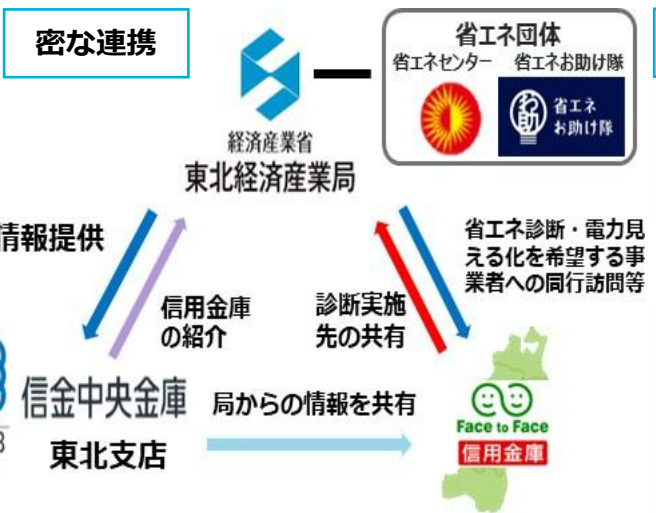 密な連携
省エネ団体
省エネセンター 省エネお助け隊
お助
省エネ
お助け隊
経済産業省
東北経済産業局
情報提供
信用金庫
の紹介
診断実施
先の共有
省エネ診断・電力見
える化を希望する事
業者への同行訪問等
信金中央金庫
東北支店
局からの情報を共有
Face to Face
信用金庫